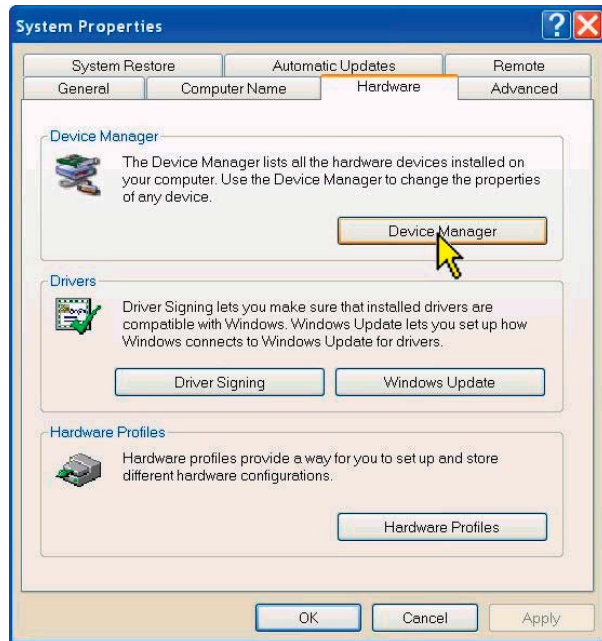 System Properties
System Restore Automatic Updates Remote
General Computer Name Hardware Advanced
Device Manager
The Device Manager lists all the hardware devices installed on
your computer. Use the Device Manager to change the properties
of any device.
Device Manager
Drivers
Driver Signing lets you make sure that installed drivers are
compatible with Windows. Windows Update lets you set up how
Windows connects to Windows Update for drivers.
Driver Signing Windows Update
Hardware Profiles
Hardware profiles provide a way for you to set up and store
different hardware configurations.
Hardware Profiles
OK Cancel Apply